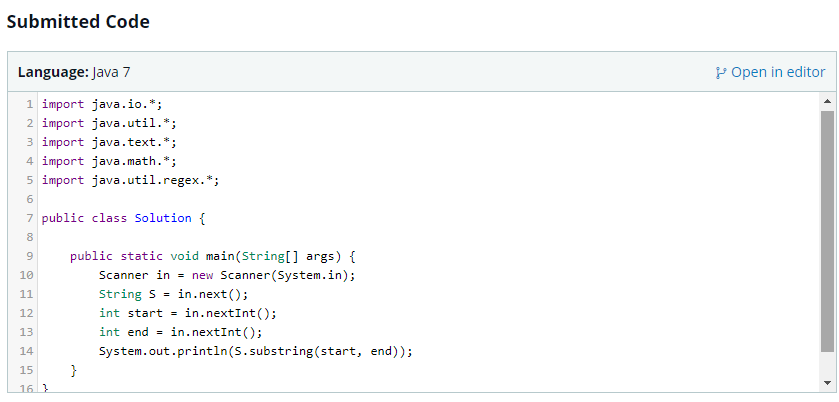 Submitted Code
Language: Java 7 Open in editor
1 import java.io.*;
2 import java.util.*;
3 import java.text.*;
4 import java.math.*;
5 import java.util.regex.*;
6
7 public class Solution {
8
9     public static void main(String[] args) {
10         Scanner in = new Scanner(System.in);
11         String S = in.next();
12         int start = in.nextInt();
13         int end = in.nextInt();
14         System.out.println(S.substring(start, end));
15     }
16 }